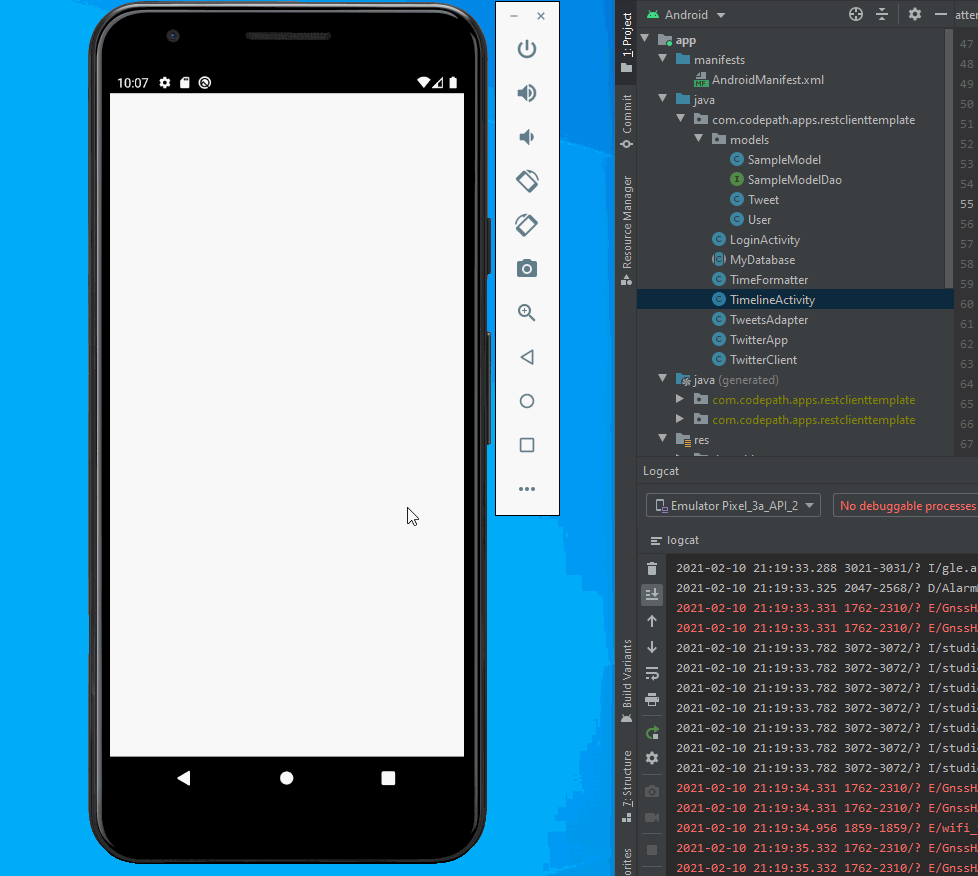 10:07
Android
1: Project
Commit
Resource Manager
Build Variants
7: Structure
app
manifests
AndroidManifest.xml
java
com.codepath.apps.restclienttemplate
models
SampleModel
SampleModelDao
Tweet
User
LoginActivity
MyDatabase
TimeFormatter
TimelineActivity
TweetsAdapter
TwitterApp
TwitterClient
java (generated)
com.codepath.apps.restclienttemplate
com.codepath.apps.restclienttemplate
res
47
48
49
50
51
52
53
54
55
56
57
58
59
60
61
62
63
64
65
66
67
Logcat
Emulator Pixel_3a_API_2
No debuggable processes
logcat
2021-02-10 21:19:33.288 3021-3031/? I/gle.a
2021-02-10 21:19:33.325 2047-2568/? D/Alarm
2021-02-10 21:19:33.331 1762-2310/? E/GnssH
2021-02-10 21:19:33.331 1762-2310/? E/GnssH
2021-02-10 21:19:33.782 3072-3072/? I/studi
2021-02-10 21:19:33.782 3072-3072/? I/studi
2021-02-10 21:19:33.782 3072-3072/? I/studi
2021-02-10 21:19:33.782 3072-3072/? I/studi
2021-02-10 21:19:33.782 3072-3072/? I/studi
2021-02-10 21:19:33.782 3072-3072/? I/studi
2021-02-10 21:19:33.782 3072-3072/? I/studi
2021-02-10 21:19:34.331 1762-2310/? E/GnssH
2021-02-10 21:19:34.331 1762-2310/? E/GnssH
2021-02-10 21:19:34.956 1859-1859/? E/wifi_
2021-02-10 21:19:35.332 1762-2310/? E/GnssH
2021-02-10 21:19:35.332 1762-2310/? E/GnssH